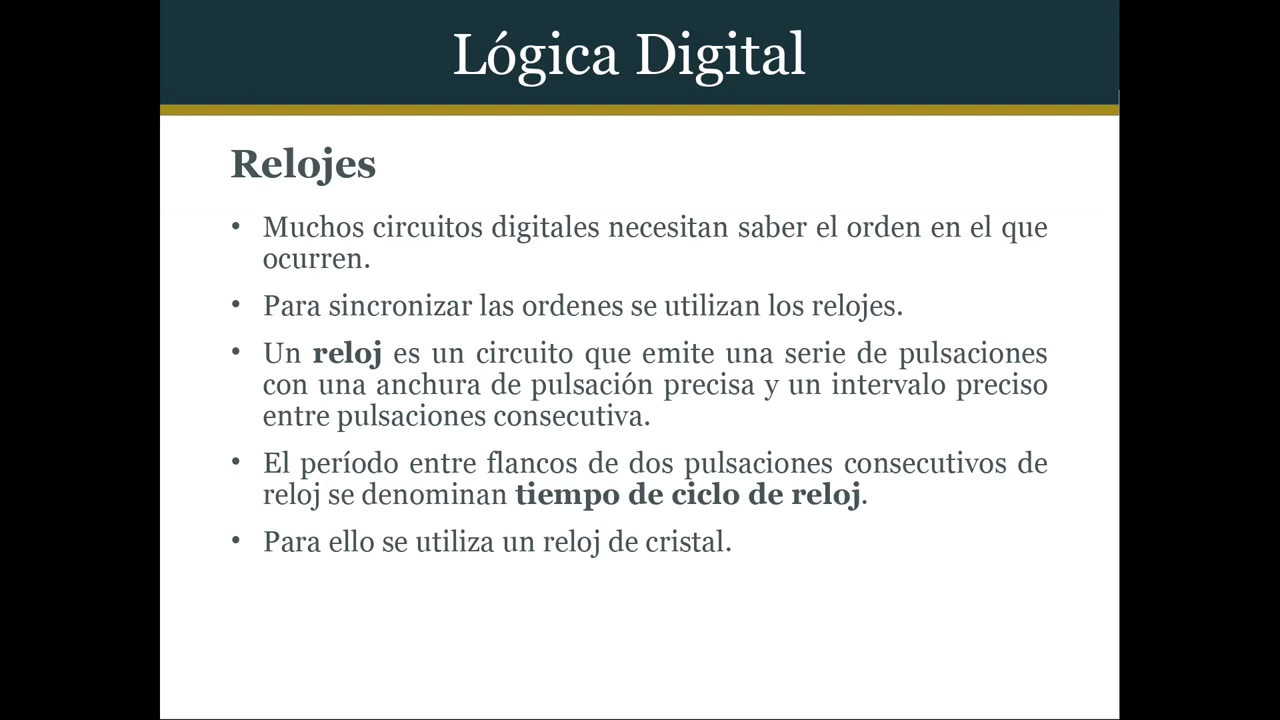 Lógica Digital
Relojes
• Muchos circuitos digitales necesitan saber el orden en el que
ocurren.
• Para sincronizar las ordenes se utilizan los relojes.
• Un reloj es un circuito que emite una serie de pulsaciones
con una anchura de pulsación precisa y un intervalo preciso
entre pulsaciones consecutiva.
• El período entre flancos de dos pulsaciones consecutivos de
reloj se denominan tiempo de ciclo de reloj.
• Para ello se utiliza un reloj de cristal.